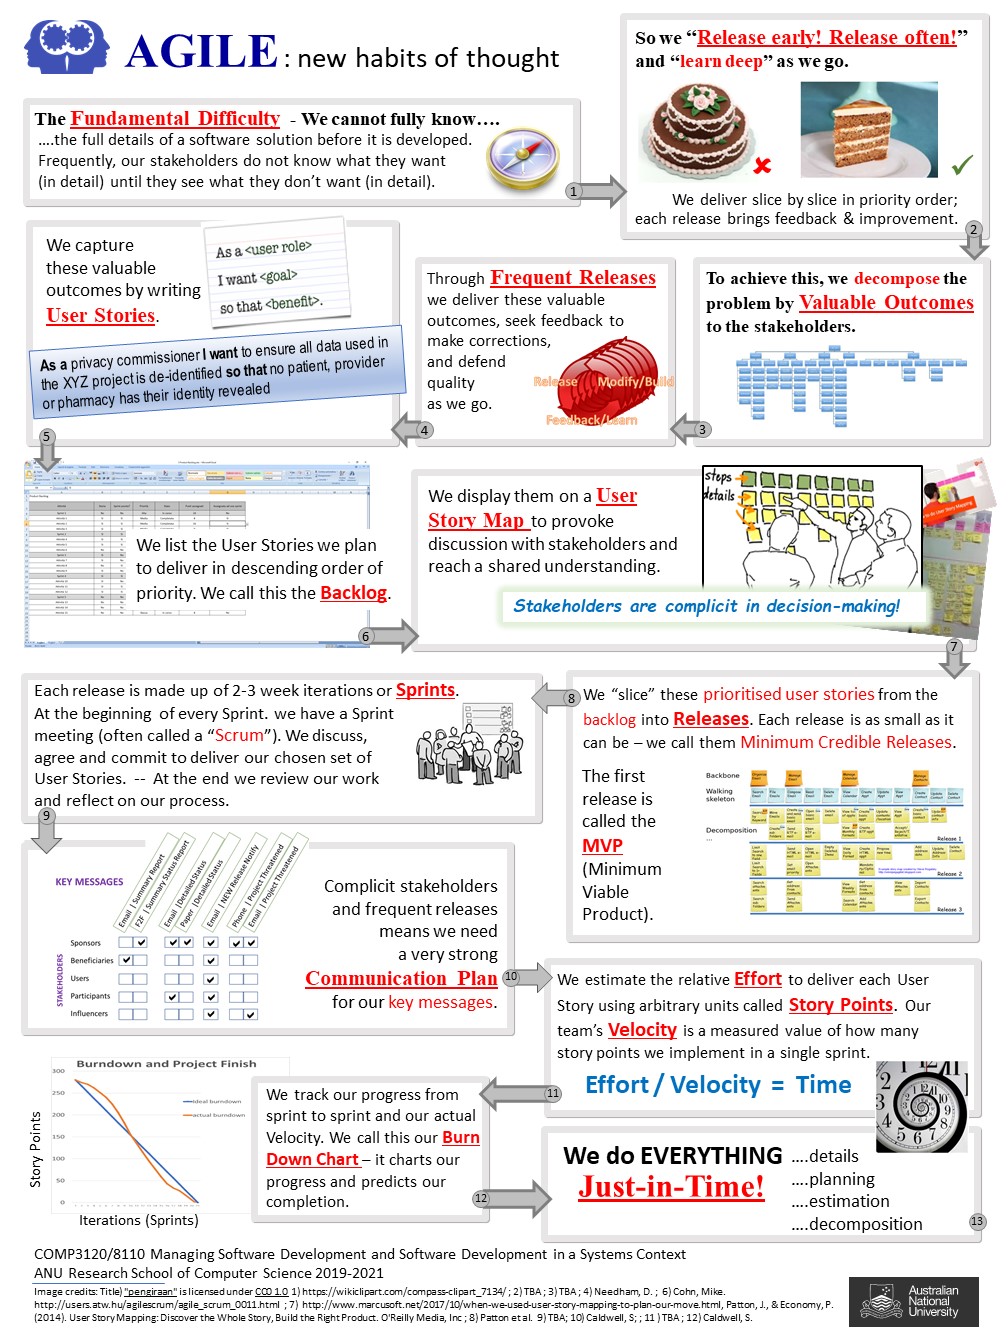 AGILE : new habits of thought
The Fundamental Difficulty - We cannot fully know….
….the full details of a software solution before it is developed.
Frequently, our stakeholders do not know what they want
(in detail) until they see what they don't want (in detail).
1
So we “Release early! Release often!”
and “learn deep” as we go.
We deliver slice by slice in priority order;
each release brings feedback & improvement.
2
To achieve this, we decompose the
problem by Valuable Outcomes
to the stakeholders.
3
Through Frequent Releases
we deliver these valuable
outcomes, seek feedback to
make corrections,
and defend
quality
as we go.
Release
Modify/Build
Feedback/Learn
4
We capture
these valuable
outcomes by writing
User Stories.
As a <user role>
I want <goal>
so that <benefit>.
As a privacy commissioner I want to ensure all data used in
the XYZ project is de-identified so that no patient, provider
or pharmacy has their identity revealed
5
We list the User Stories we plan
to deliver in descending order of
priority. We call this the Backlog.
6
We display them on a User
Story Map to provoke
discussion with stakeholders and
reach a shared understanding.
steps
details
Stakeholders are complicit in decision-making!
7
We “slice” these prioritised user stories from the
backlog into Releases. Each release is as small as it
can be – we call them Minimum Credible Releases.
The first
release is
called the
MVP
(Minimum
Viable
Product).
Backbone
Walking
skeleton
Decomposition
...
Release 1
Release 2
Release 3
8
Each release is made up of 2-3 week iterations or Sprints.
At the beginning of every Sprint. we have a Sprint
meeting (often called a “Scrum”). We discuss,
agree and commit to deliver our chosen set of
User Stories. -- At the end we review our work
and reflect on our process.
9
KEY MESSAGES
Email | Summary Report
F2F | Summary Status Report
Email |Detailed Status
Paper |Detailed Status
Email | NEW Release Notify
Phone | Project Threatened
Email | Project Threatened
STAKEHOLDERS
Sponsors
Beneficiaries
Users
Participants
Influencers
Complicit stakeholders
and frequent releases
means we need
a very strong
Communication Plan
for our key messages.
10
We estimate the relative Effort to deliver each User
Story using arbitrary units called Story Points. Our
team's Velocity is a measured value of how many
story points we implement in a single sprint.
Effort / Velocity = Time
11
Burndown and Project Finish
300
250
200
150
100
50
0
Ideal burndown
actual burndown
Story Points
Iterations (Sprints)
We track our progress from
sprint to sprint and our actual
Velocity. We call this our Burn
Down Chart – it charts our
progress and predicts our
completion.
12
We do EVERYTHING
Just-in-Time!
….details
….planning
….estimation
….decomposition
13
COMP3120/8110 Managing Software Development and Software Development in a Systems Context
ANU Research School of Computer Science 2019-2021
Image credits: Title) "pengiraan" is licensed under CC0 1.0 1) https://wikiclipart.com/compass-clipart_7134/ ; 2) TBA ; 3) TBA ; 4) Needham, D. ; 6) Cohn, Mike.
http://users.atw.hu/agilescrum/agile_scrum_0011.html ; 7) http://www.marcusoft.net/2017/10/when-we-used-user-story-mapping-to-plan-our-move.html, Patton, J., & Economy, P.
(2014). User Story Mapping: Discover the Whole Story, Build the Right Product. O'Reilly Media, Inc ; 8) Patton et al. 9) TBA; 10) Caldwell, S; ; 11 ) TBA ; 12) Caldwell, S.
Australian
National
University